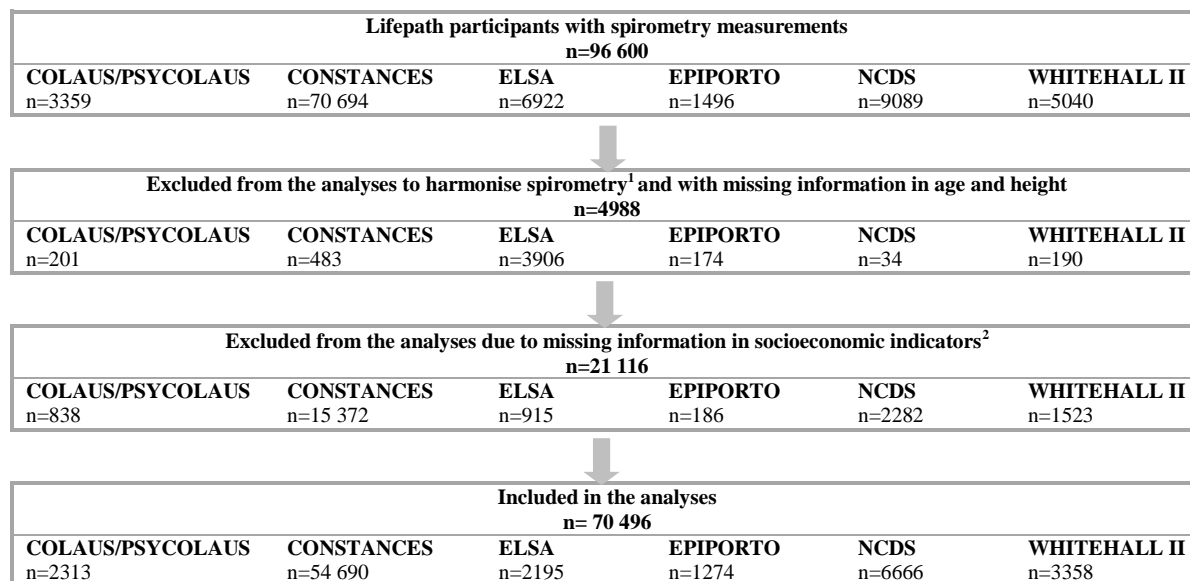 Lifepath participants with spirometry measurements
n=96 600
COLAUS/PSYCOLAUS CONSTANCES ELSA EPIPORTO NCDS WHITEHALL II
n=3359 n=70 694 n=6922 n=1496 n=9089 n=5040
Excluded from the analyses to harmonise spirometry¹ and with missing information in age and height
n=4988
COLAUS/PSYCOLAUS CONSTANCES ELSA EPIPORTO NCDS WHITEHALL II
n=201 n=483 n=3906 n=174 n=34 n=190
Excluded from the analyses due to missing information in socioeconomic indicators²
n=21 116
COLAUS/PSYCOLAUS CONSTANCES ELSA EPIPORTO NCDS WHITEHALL II
n=838 n=15 372 n=915 n=186 n=2282 n=1523
Included in the analyses
n= 70 496
COLAUS/PSYCOLAUS CONSTANCES ELSA EPIPORTO NCDS WHITEHALL II
n=2313 n=54 690 n=2195 n=1274 n=6666 n=3358